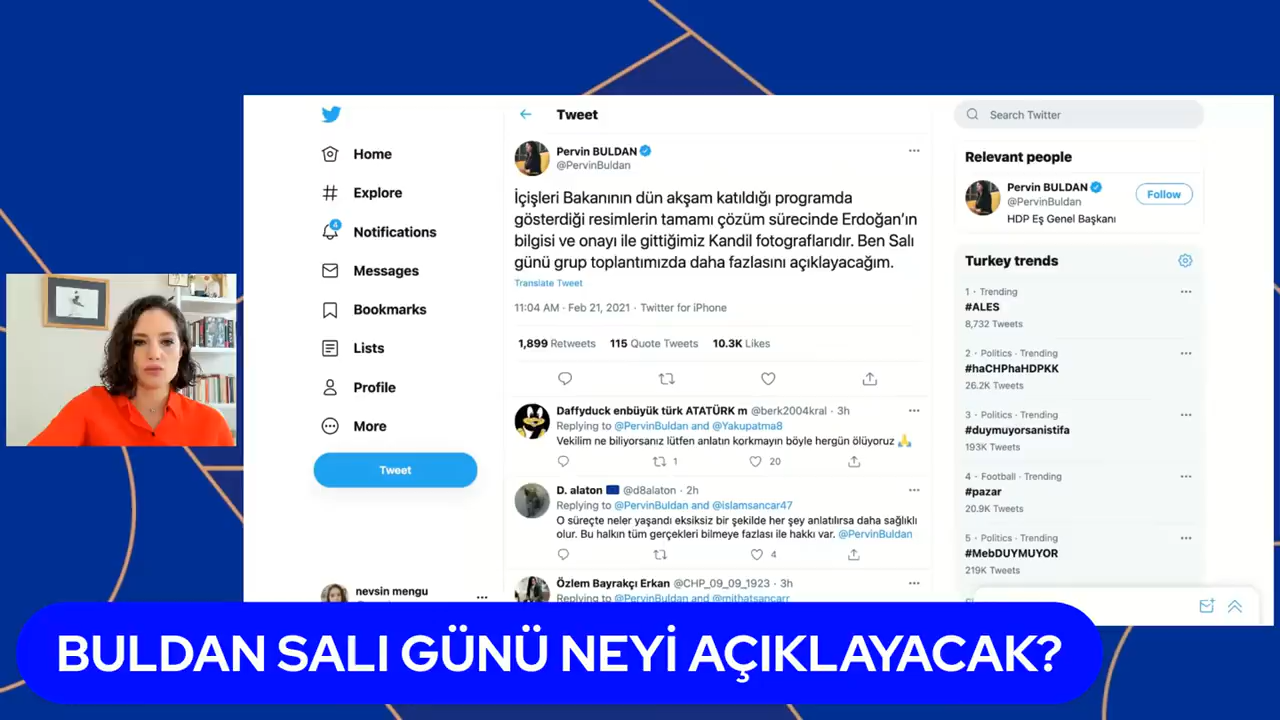 Home
Explore
4
Notifications
Messages
Bookmarks
Lists
Profile
More
Tweet
nevsin mengu
Tweet
Pervin BULDAN
@PervinBuldan
İçişleri Bakanının dün akşam katıldığı programda
gösterdiği resimlerin tamamı çözüm sürecinde Erdoğan'ın
bilgisi ve onayı ile gittiğimiz Kandil fotograflarıdır. Ben Salı
günü grup toplantımızda daha fazlasını açıklayacağım.
Translate Tweet
11:04 AM · Feb 21, 2021 · Twitter for iPhone
1,899 Retweets 115 Quote Tweets 10.3K Likes
Daffyduck enbüyük türk ATATÜRK m @berk2004kral · 3h
Replying to @PervinBuldan and @Yakupatma8
Vekilim ne biliyorsanız lütfen anlatın korkmayın böyle hergün ölüyoruz 🙏
1 20
D. alaton @d8alaton · 2h
Replying to @PervinBuldan and @islamsancar47
O süreçte neler yaşandı eksiksiz bir şekilde her şey anlatılırsa daha sağlıklı
olur. Bu halkın tüm gerçekleri bilmeye fazlası ile hakkı var. @PervinBuldan
4
Özlem Bayrakçı Erkan @CHP_09_09_1923 · 3h
Replying to @PervinBuldan and @mithatsancarr
Search Twitter
Relevant people
Pervin BULDAN
@PervinBuldan
Follow
HDP Eş Genel Başkanı
Turkey trends
1 · Trending
#ALES
8,732 Tweets
2 · Politics · Trending
#haCHPhaHDPKK
26.2K Tweets
3 · Politics · Trending
#duymuyorsanistifa
193K Tweets
4 · Football · Trending
#pazar
20.9K Tweets
5 · Politics · Trending
#MebDUYMUYOR
219K Tweets
BULDAN SALI GÜNÜ NEYİ AÇIKLAYACAK?